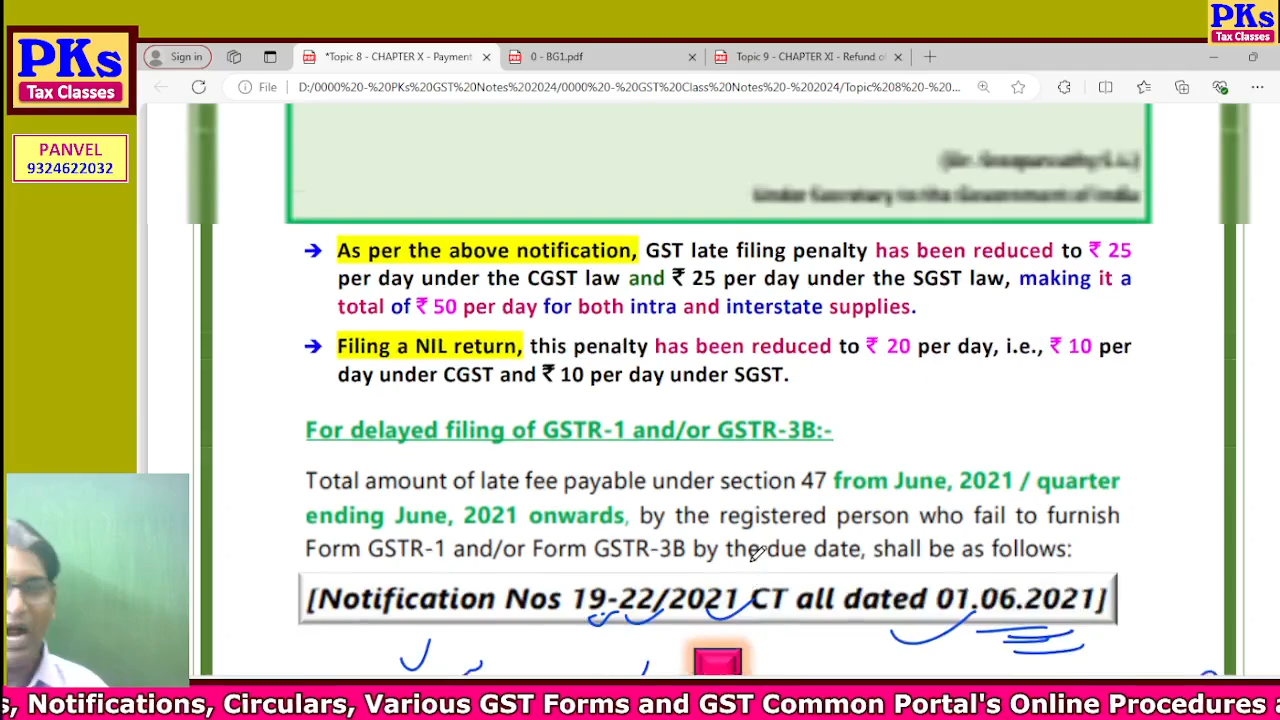 PKs
Tax Classes
PANVEL
9324622032
PKs
Tax Classes
Sign in
*Topic 8 - CHAPTER X - Payment
0 - BG1.pdf
Topic 9 - CHAPTER XI - Refund of
File
D:/0000%20-%20PKs%20GST%20Notes%202024/0000%20-%20GST%20Class%20Notes%20-%202024/Topic%208%20-%20...
Under Secretary to the Government of India
➔ As per the above notification, GST late filing penalty has been reduced to ₹ 25
per day under the CGST law and ₹ 25 per day under the SGST law, making it a
total of ₹ 50 per day for both intra and interstate supplies.
➔ Filing a NIL return, this penalty has been reduced to ₹ 20 per day, i.e., ₹ 10 per
day under CGST and ₹ 10 per day under SGST.
For delayed filing of GSTR-1 and/or GSTR-3B:-
Total amount of late fee payable under section 47 from June, 2021 / quarter
ending June, 2021 onwards, by the registered person who fail to furnish
Form GSTR-1 and/or Form GSTR-3B by the due date, shall be as follows:
[Notification Nos 19-22/2021 CT all dated 01.06.2021]
s, Notifications, Circulars, Various GST Forms and GST Common Portal's Online Procedures